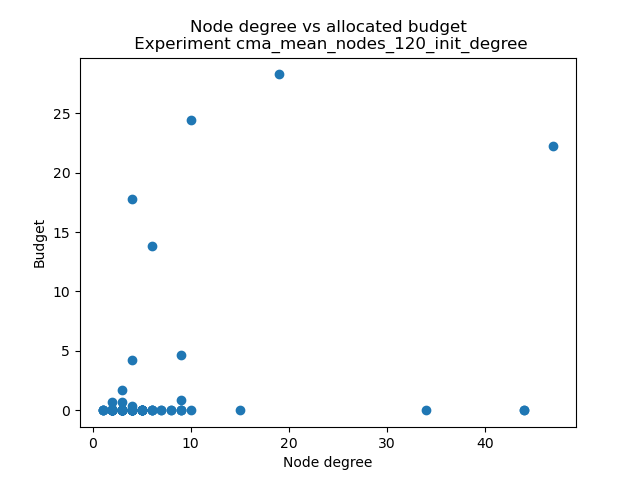 Node degree vs allocated budget
Experiment cma_mean_nodes_120_init_degree
25
20
15
10
5
0
Budget
0 10 20 30 40
Node degree